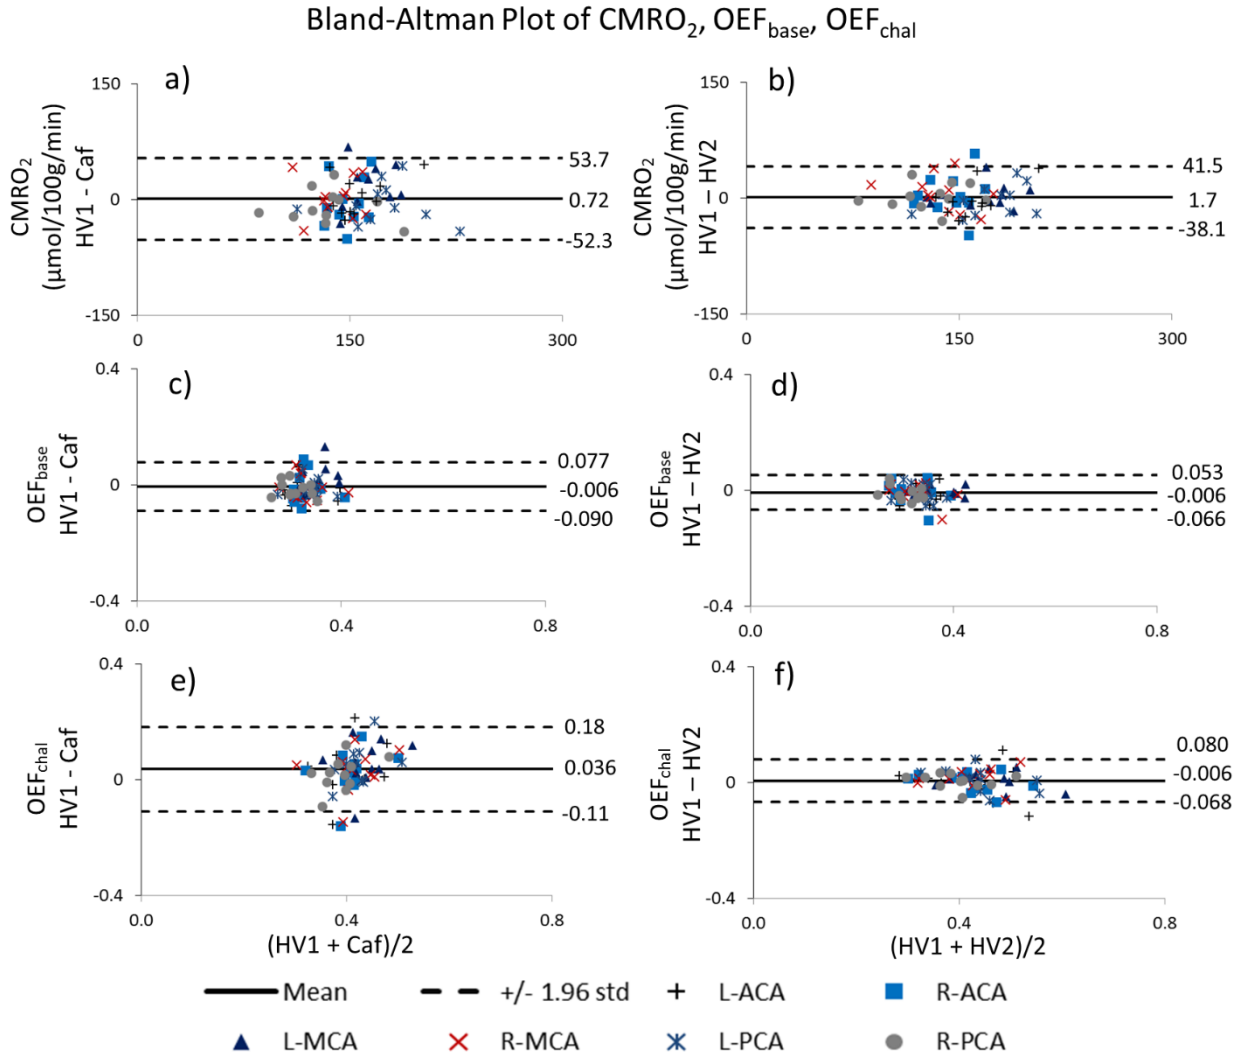 Bland-Altman Plot of CMRO2, OEFbase, OEFchal
a)
CMRO2
(µmol/100g/min)
HV1 - Caf
150
0
-150
53.7
0.72
-52.3
0
150
300
b)
CMRO2
(µmol/100g/min)
HV1 – HV2
150
0
-150
41.5
1.7
-38.1
0
150
300
c)
OEFbase
HV1 - Caf
0.4
0
-0.4
0.077
-0.006
-0.090
0.0
0.4
0.8
d)
OEFbase
HV1 – HV2
0.4
0
-0.4
0.053
-0.006
-0.066
0.0
0.4
0.8
e)
OEFchal
HV1 - Caf
0.4
0
-0.4
0.18
0.036
-0.11
0.0
0.4
0.8
(HV1 + Caf)/2
f)
OEFchal
HV1 – HV2
0.4
0
-0.4
0.080
-0.006
-0.068
0.0
0.4
0.8
(HV1 + HV2)/2
Mean
+/- 1.96 std
L-ACA
R-ACA
L-MCA
R-MCA
L-PCA
R-PCA